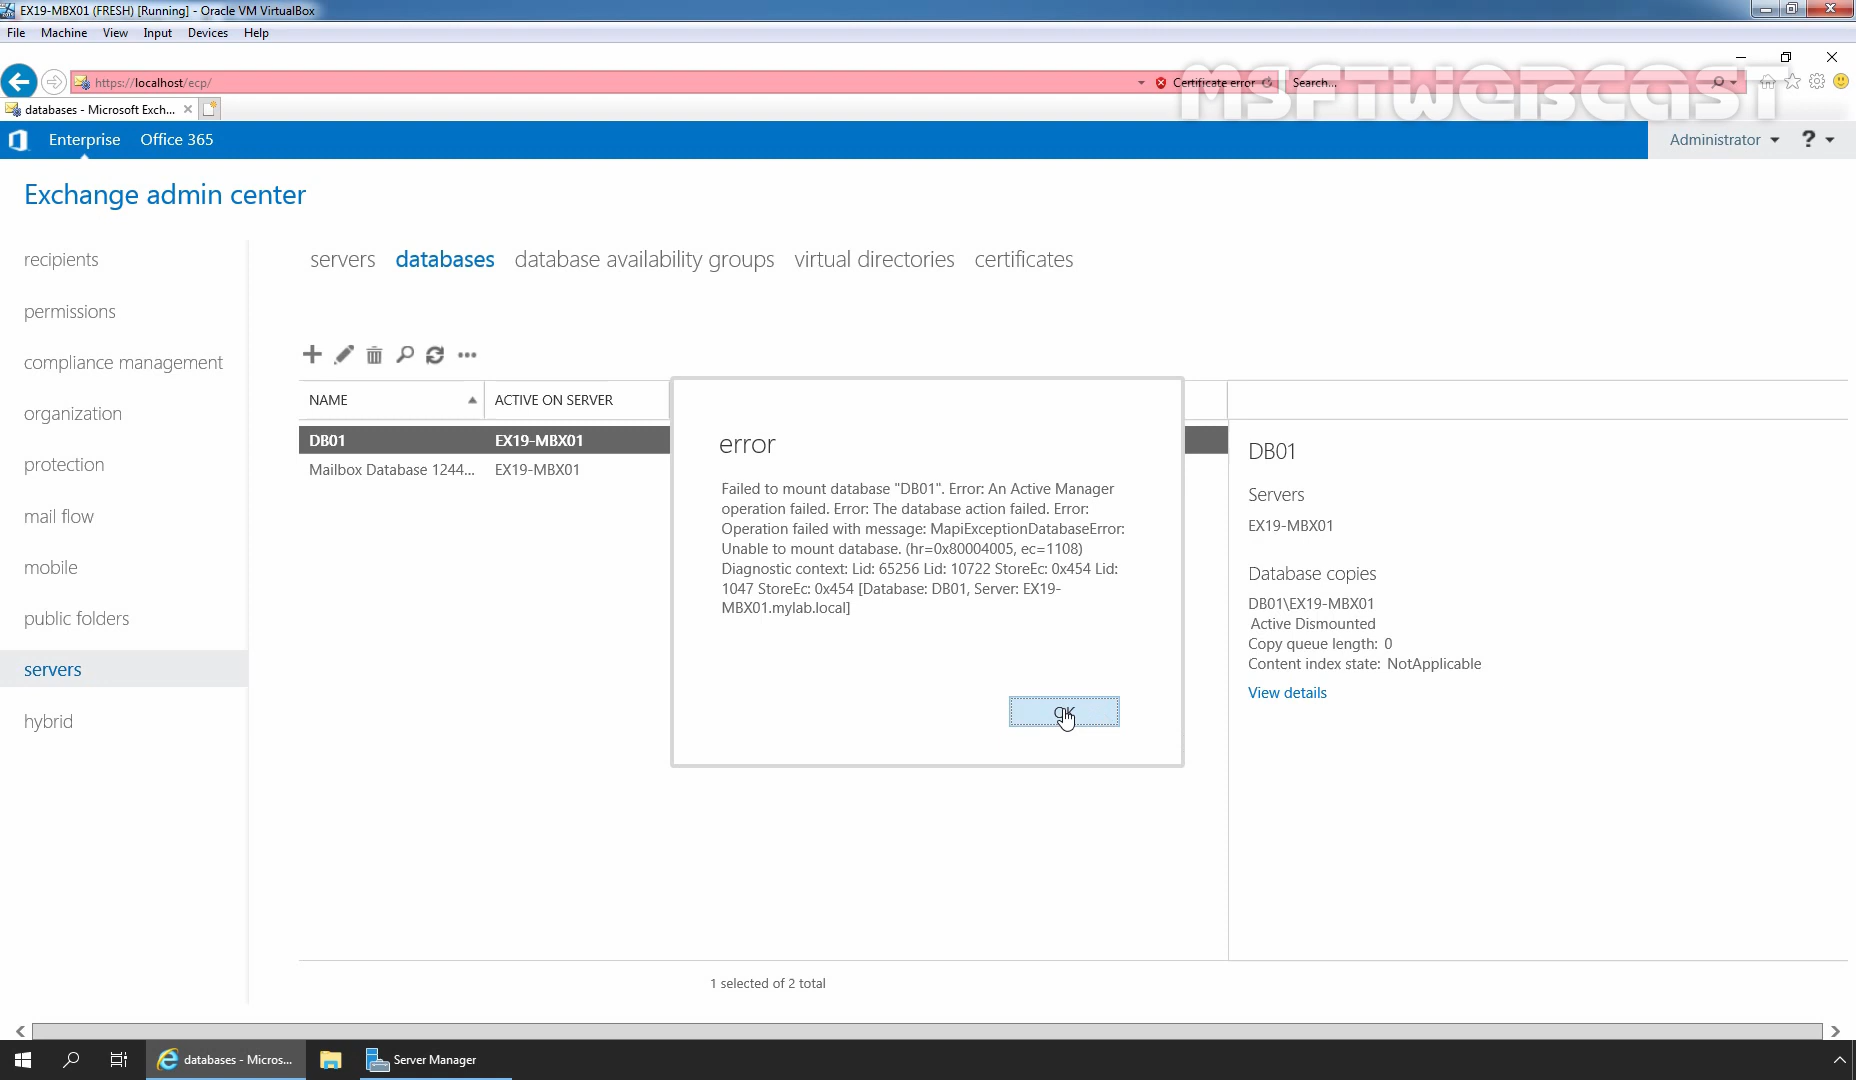 EX19-MBX01 (FRESH) [Running] - Oracle VM VirtualBox
File Machine View Input Devices Help
https://localhost/ecp/
Certificate error
Search...
MSFTWEBCAST
databases - Microsoft Exch...
Enterprise Office 365
Administrator ?
Exchange admin center
recipients
permissions
compliance management
organization
protection
mail flow
mobile
public folders
servers
hybrid
servers databases database availability groups virtual directories certificates
NAME ACTIVE ON SERVER
DB01 EX19-MBX01
Mailbox Database 1244... EX19-MBX01
error
Failed to mount database "DB01". Error: An Active Manager
operation failed. Error: The database action failed. Error:
Operation failed with message: MapiExceptionDatabaseError:
Unable to mount database. (hr=0x80004005, ec=1108)
Diagnostic context: Lid: 65256 Lid: 10722 StoreEc: 0x454 Lid:
1047 StoreEc: 0x454 [Database: DB01, Server: EX19-
MBX01.mylab.local]
OK
DB01
Servers
EX19-MBX01
Database copies
DB01\EX19-MBX01
Active Dismounted
Copy queue length: 0
Content index state: NotApplicable
View details
1 selected of 2 total
databases - Micros...
Server Manager